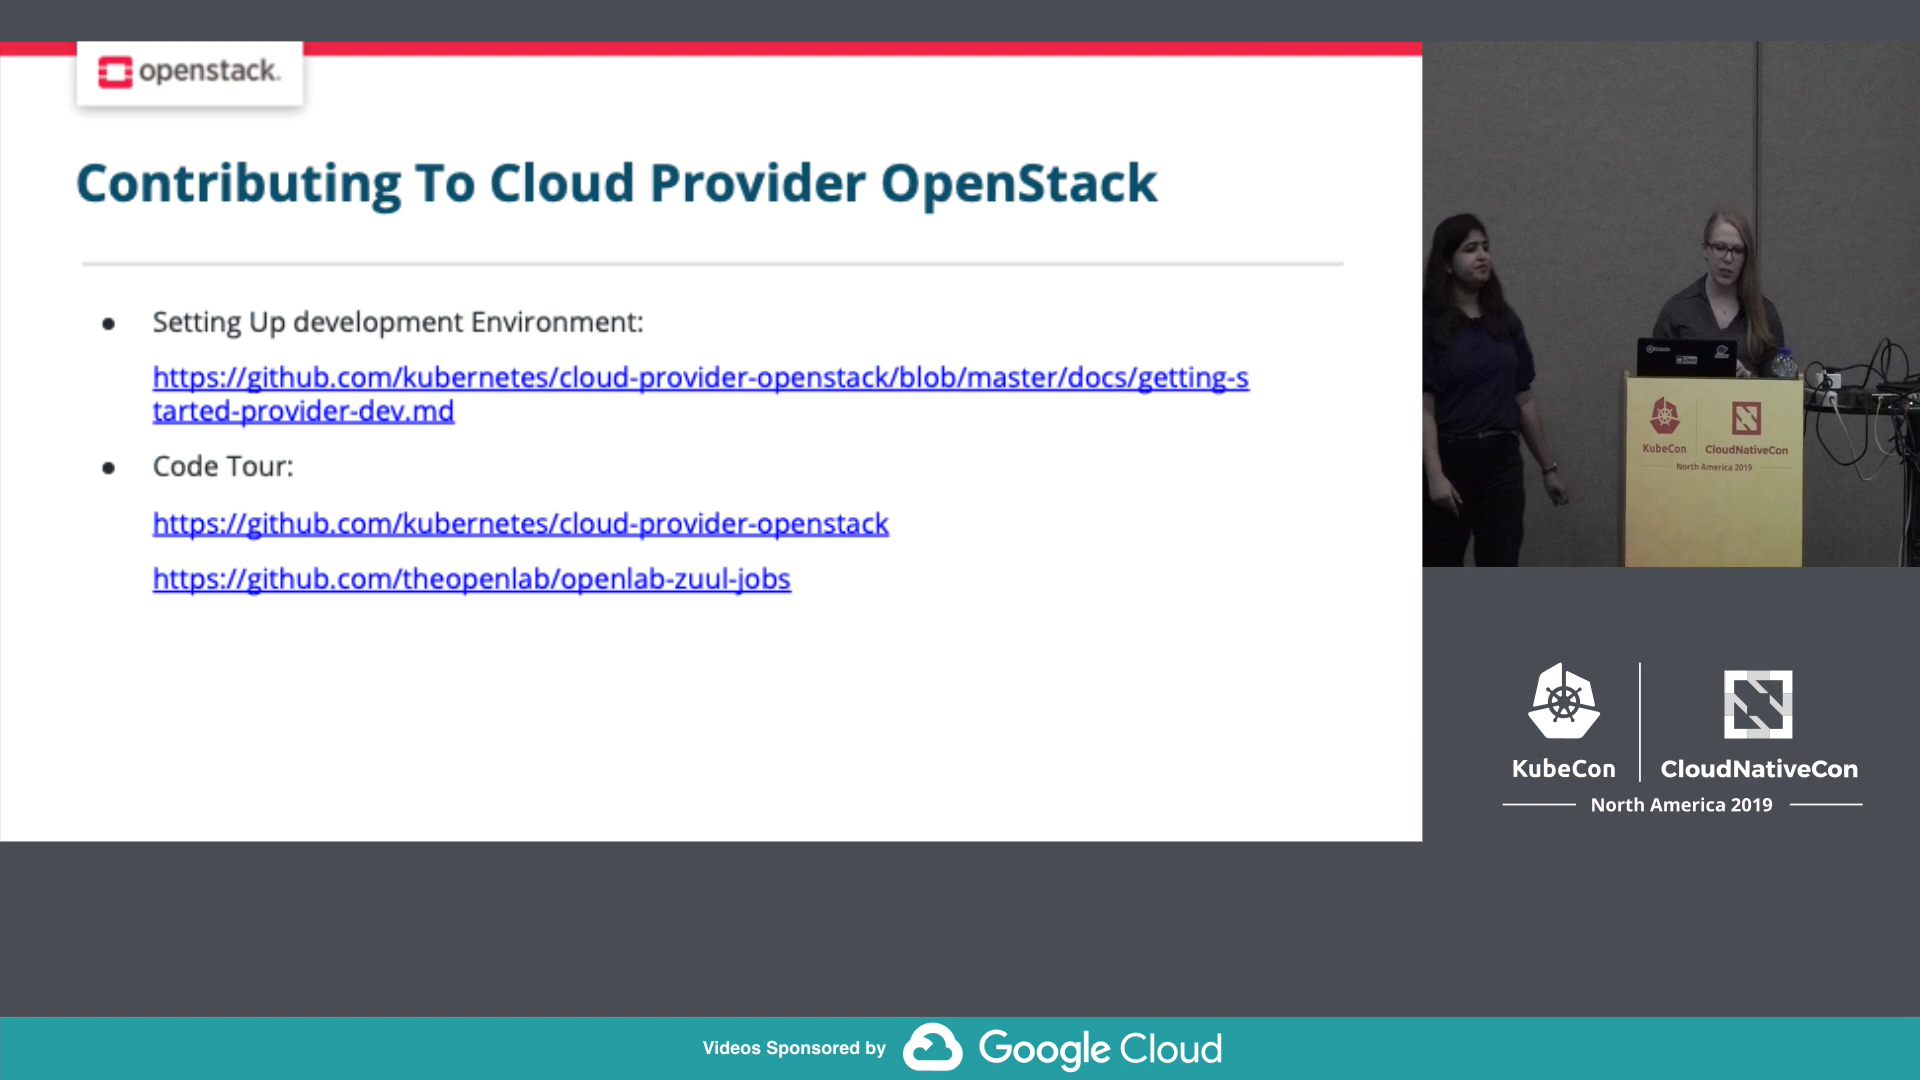 openstack.
Contributing To Cloud Provider OpenStack
Setting Up development Environment:
https://github.com/kubernetes/cloud-provider-openstack/blob/master/docs/getting-s
tarted-provider-dev.md
Code Tour:
https://github.com/kubernetes/cloud-provider-openstack
https://github.com/theopenlab/openlab-zuul-jobs
KubeCon
CloudNativeCon
North America 2019
KubeCon
CloudNativeCon
North America 2019
Videos Sponsored by
Google Cloud